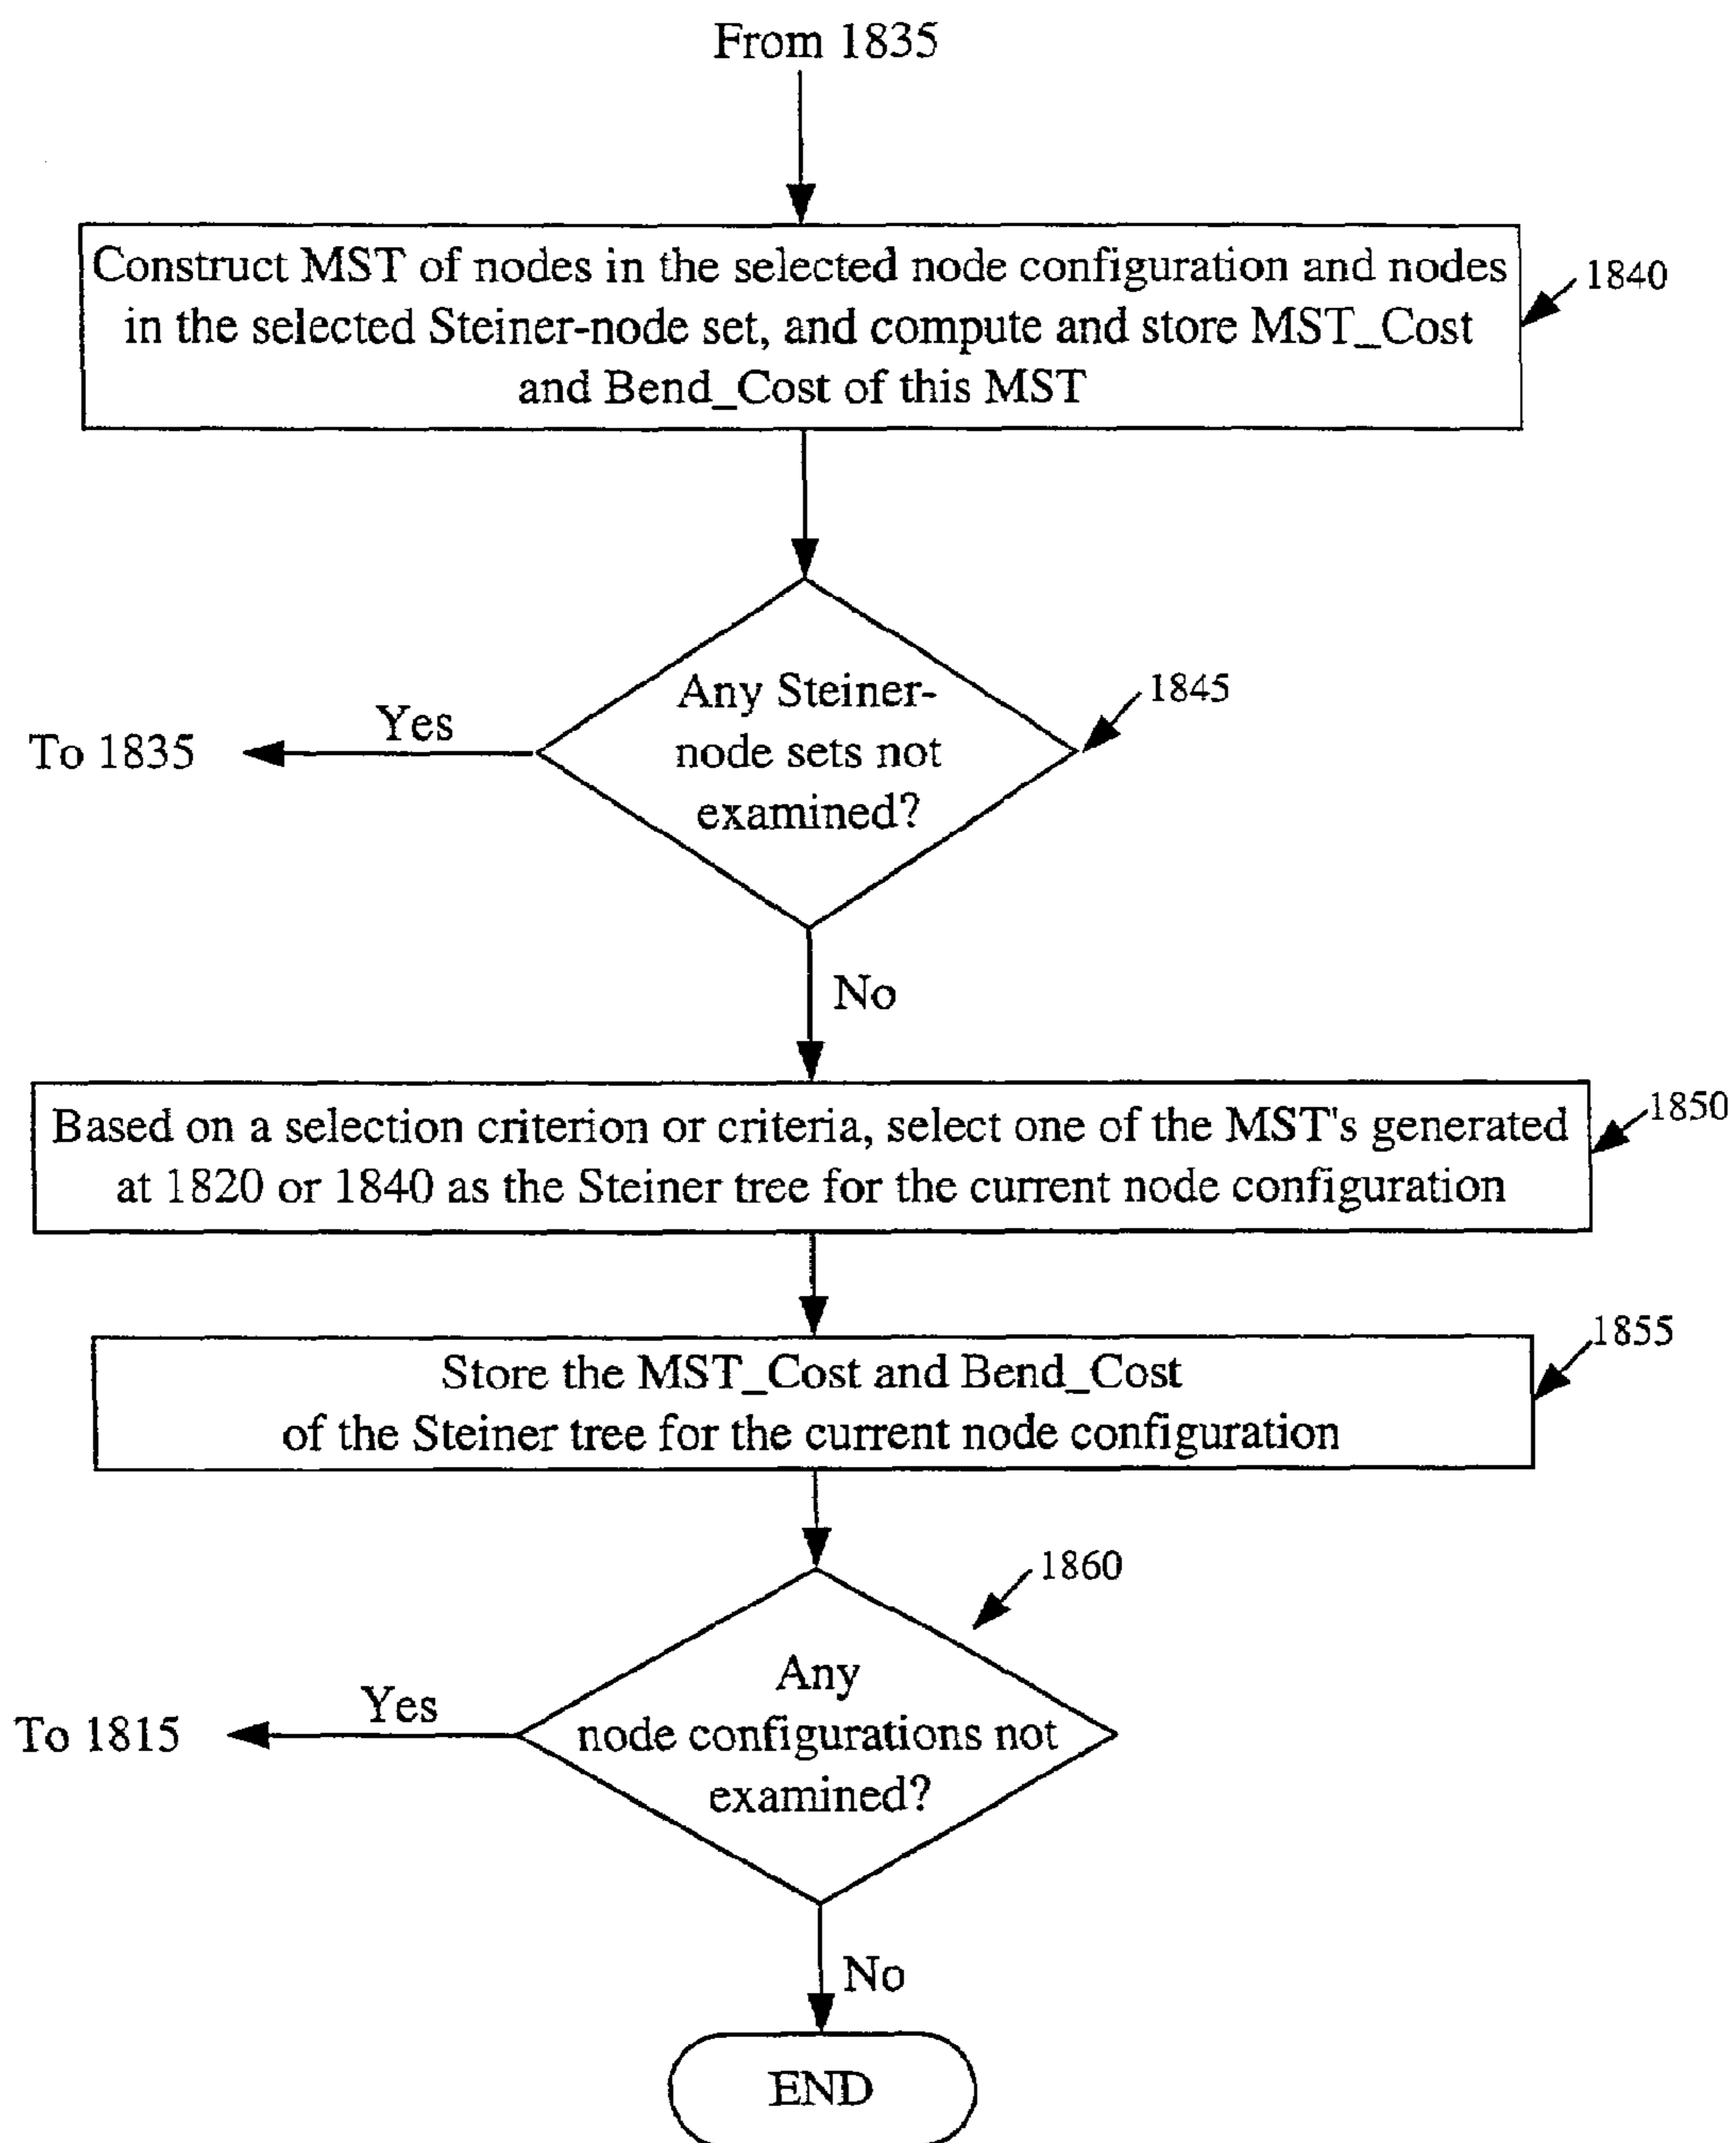 From 1835
Construct MST of nodes in the selected node configuration and nodes
in the selected Steiner-node set, and compute and store MST_Cost
and Bend_Cost of this MST
1840
Any Steiner-
node sets not
examined?
1845
Yes
To 1835
No
Based on a selection criterion or criteria, select one of the MST's generated
at 1820 or 1840 as the Steiner tree for the current node configuration
1850
Store the MST_Cost and Bend_Cost
of the Steiner tree for the current node configuration
1855
1860
Any
node configurations not
examined?
Yes
To 1815
No
END